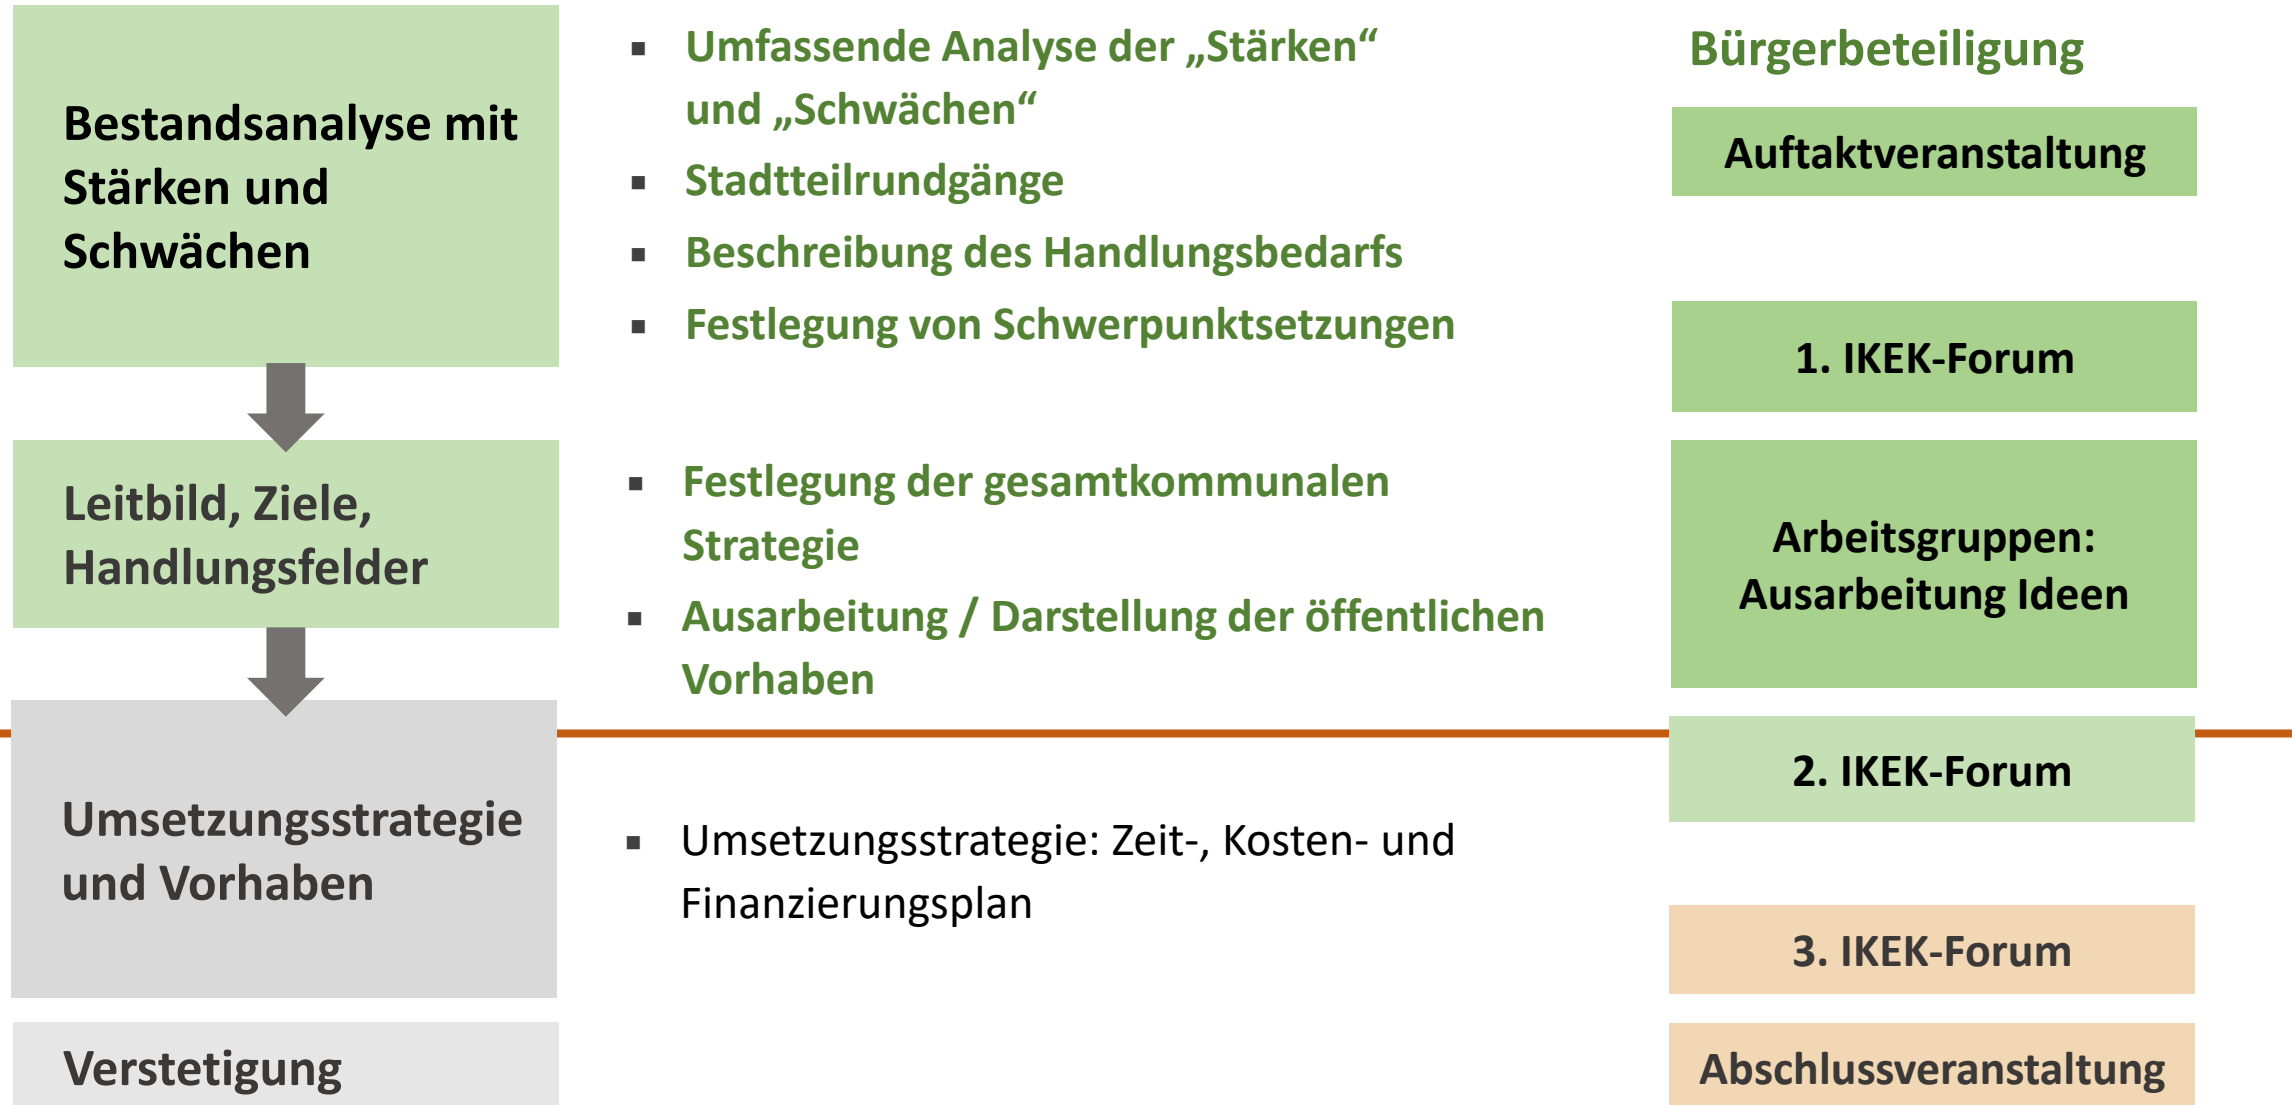 Bestandsanalyse mit
Stärken und
Schwächen
Leitbild, Ziele,
Handlungsfelder
Umsetzungsstrategie
und Vorhaben
Verstetigung
▪ Umfassende Analyse der „Stärken“
und „Schwächen“
▪ Stadtteilrundgänge
▪ Beschreibung des Handlungsbedarfs
▪ Festlegung von Schwerpunktsetzungen
▪ Festlegung der gesamtkommunalen
Strategie
▪ Ausarbeitung / Darstellung der öffentlichen
Vorhaben
▪ Umsetzungsstrategie: Zeit-, Kosten- und
Finanzierungsplan
Bürgerbeteiligung
Auftaktveranstaltung
1. IKEK-Forum
Arbeitsgruppen:
Ausarbeitung Ideen
2. IKEK-Forum
3. IKEK-Forum
Abschlussveranstaltung